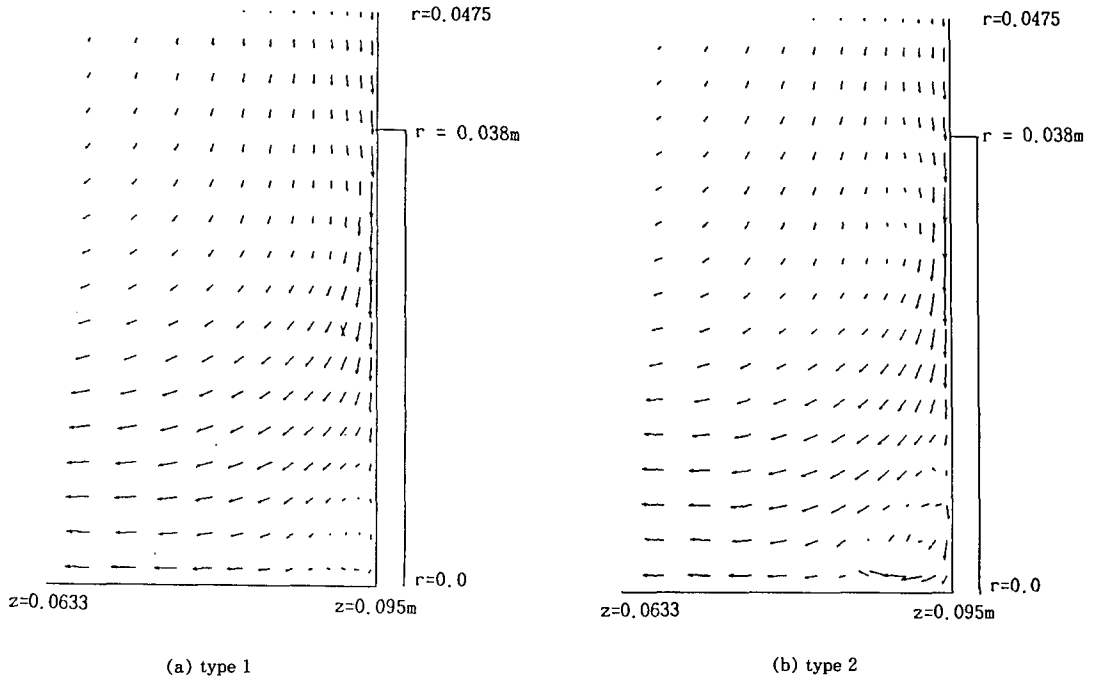 r=0.0475
r = 0.038m
r=0.0
z=0.0633
z=0.095m
(a) type 1
r=0.0475
r = 0.038m
r=0.0
z=0.0633
z=0.095m
(b) type 2